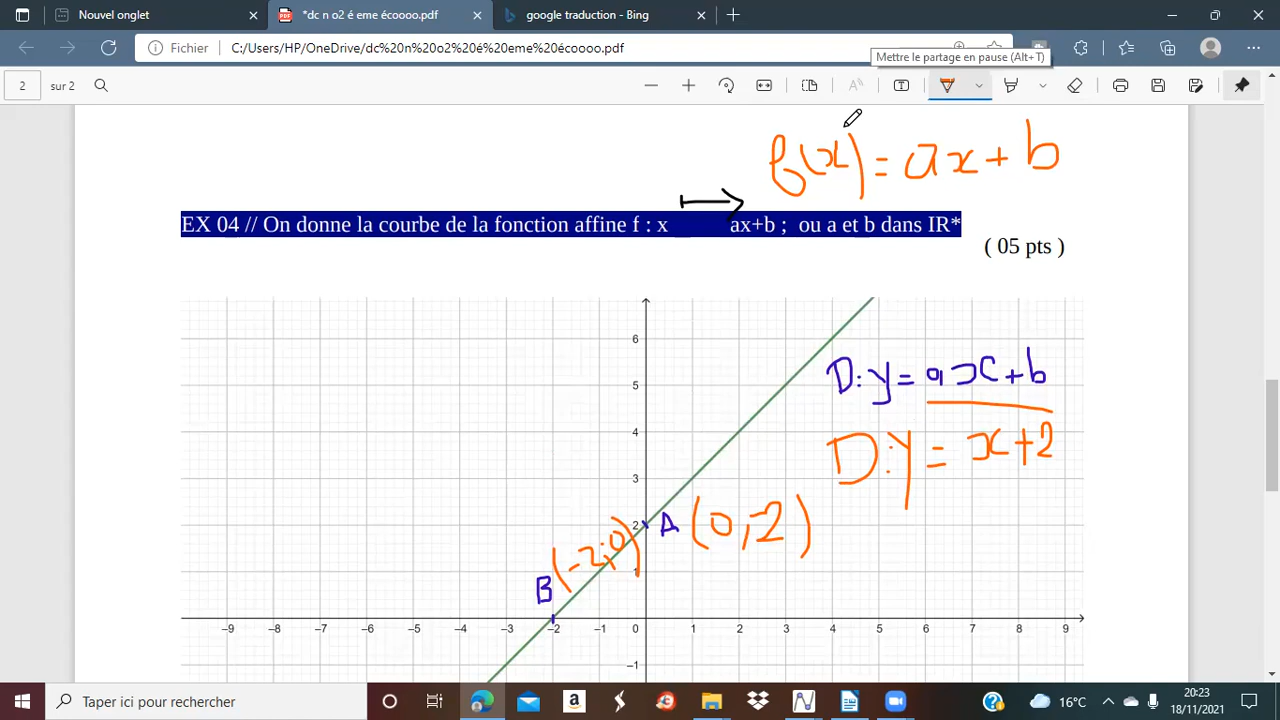 Nouvel onglet
*dc n o2 é eme écoooo.pdf
google traduction - Bing
Fichier
C:/Users/HP/OneDrive/dc%20n%20o2%20é%20eme%20écoooo.pdf
Mettre le partage en pause (Alt+T)
2 sur 2
f(x) = ax + b
EX 04 // On donne la courbe de la fonction affine f : x ax+b ; ou a et b dans IR*
( 05 pts )
6
D: y = ax + b
5
4
D: y = x + 2
3
2
A (0, 2)
(-2; 0)
1
B
-9 -8 -7 -6 -5 -4 -3 -2 -1 0 1 2 3 4 5 6 7 8 9
-1
Taper ici pour rechercher
16°C
20:23
18/11/2021